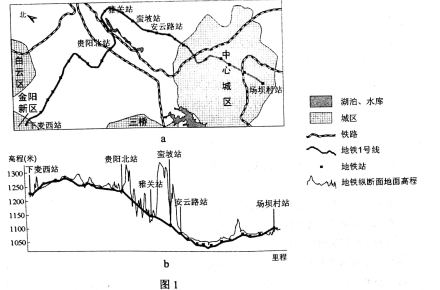 北
雅关站
蛮坡站
安云路站
贵阳北站
白云区
中心城区
金阳新区
场坝村站
下麦西站
三桥
a
湖泊、水库
城区
铁路
地铁1号线
地铁站
地铁纵断面地面高程
高程(米)
蛮坡站
贵阳北站
下麦西站
1300
1250
1200
1150
1100
1050
雅关站
安云路站
场坝村站
里程
b
图1